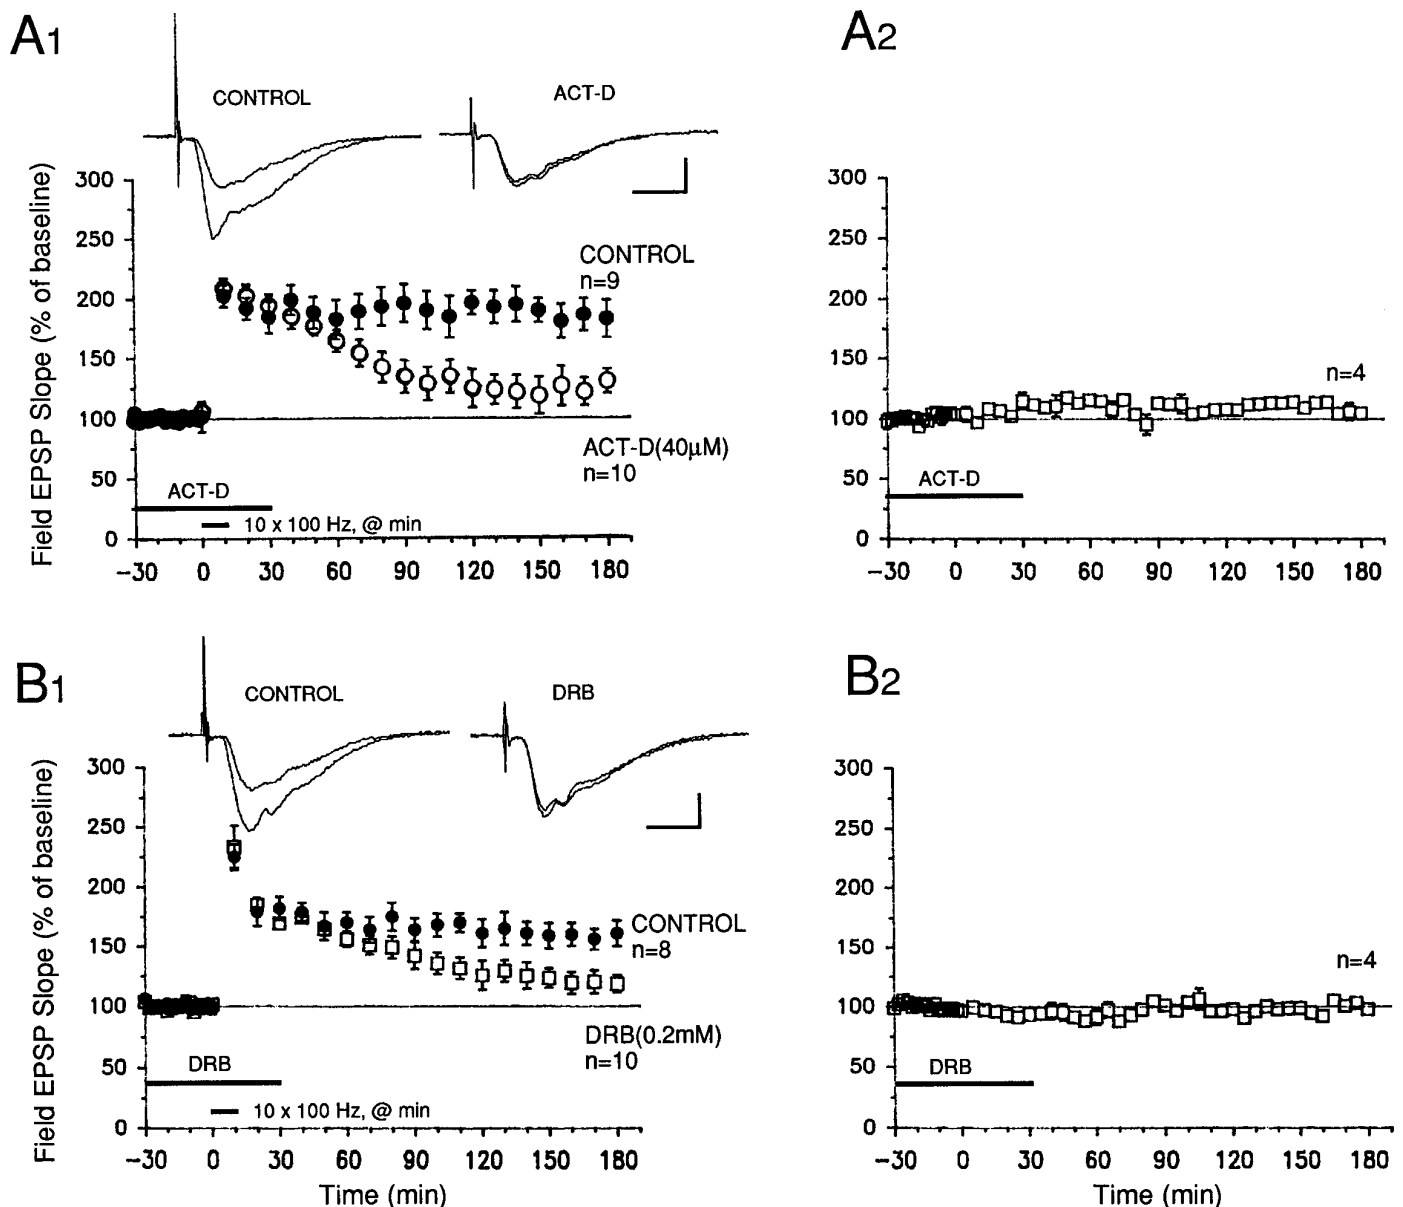 A1
CONTROL
ACT-D
Field EPSP Slope (% of baseline)
300
250
200
150
100
50
0
CONTROL
n=9
ACT-D(40μM)
n=10
ACT-D
10 x 100 Hz, @ min
−30 0 30 60 90 120 150 180
A2
300
250
200
150
100
50
0
n=4
ACT-D
−30 0 30 60 90 120 150 180
B1
CONTROL
DRB
Field EPSP Slope (% of baseline)
300
250
200
150
100
50
0
CONTROL
n=8
DRB(0.2mM)
n=10
DRB
10 x 100 Hz, @ min
−30 0 30 60 90 120 150 180
Time (min)
B2
300
250
200
150
100
50
0
n=4
DRB
−30 0 30 60 90 120 150 180
Time (min)